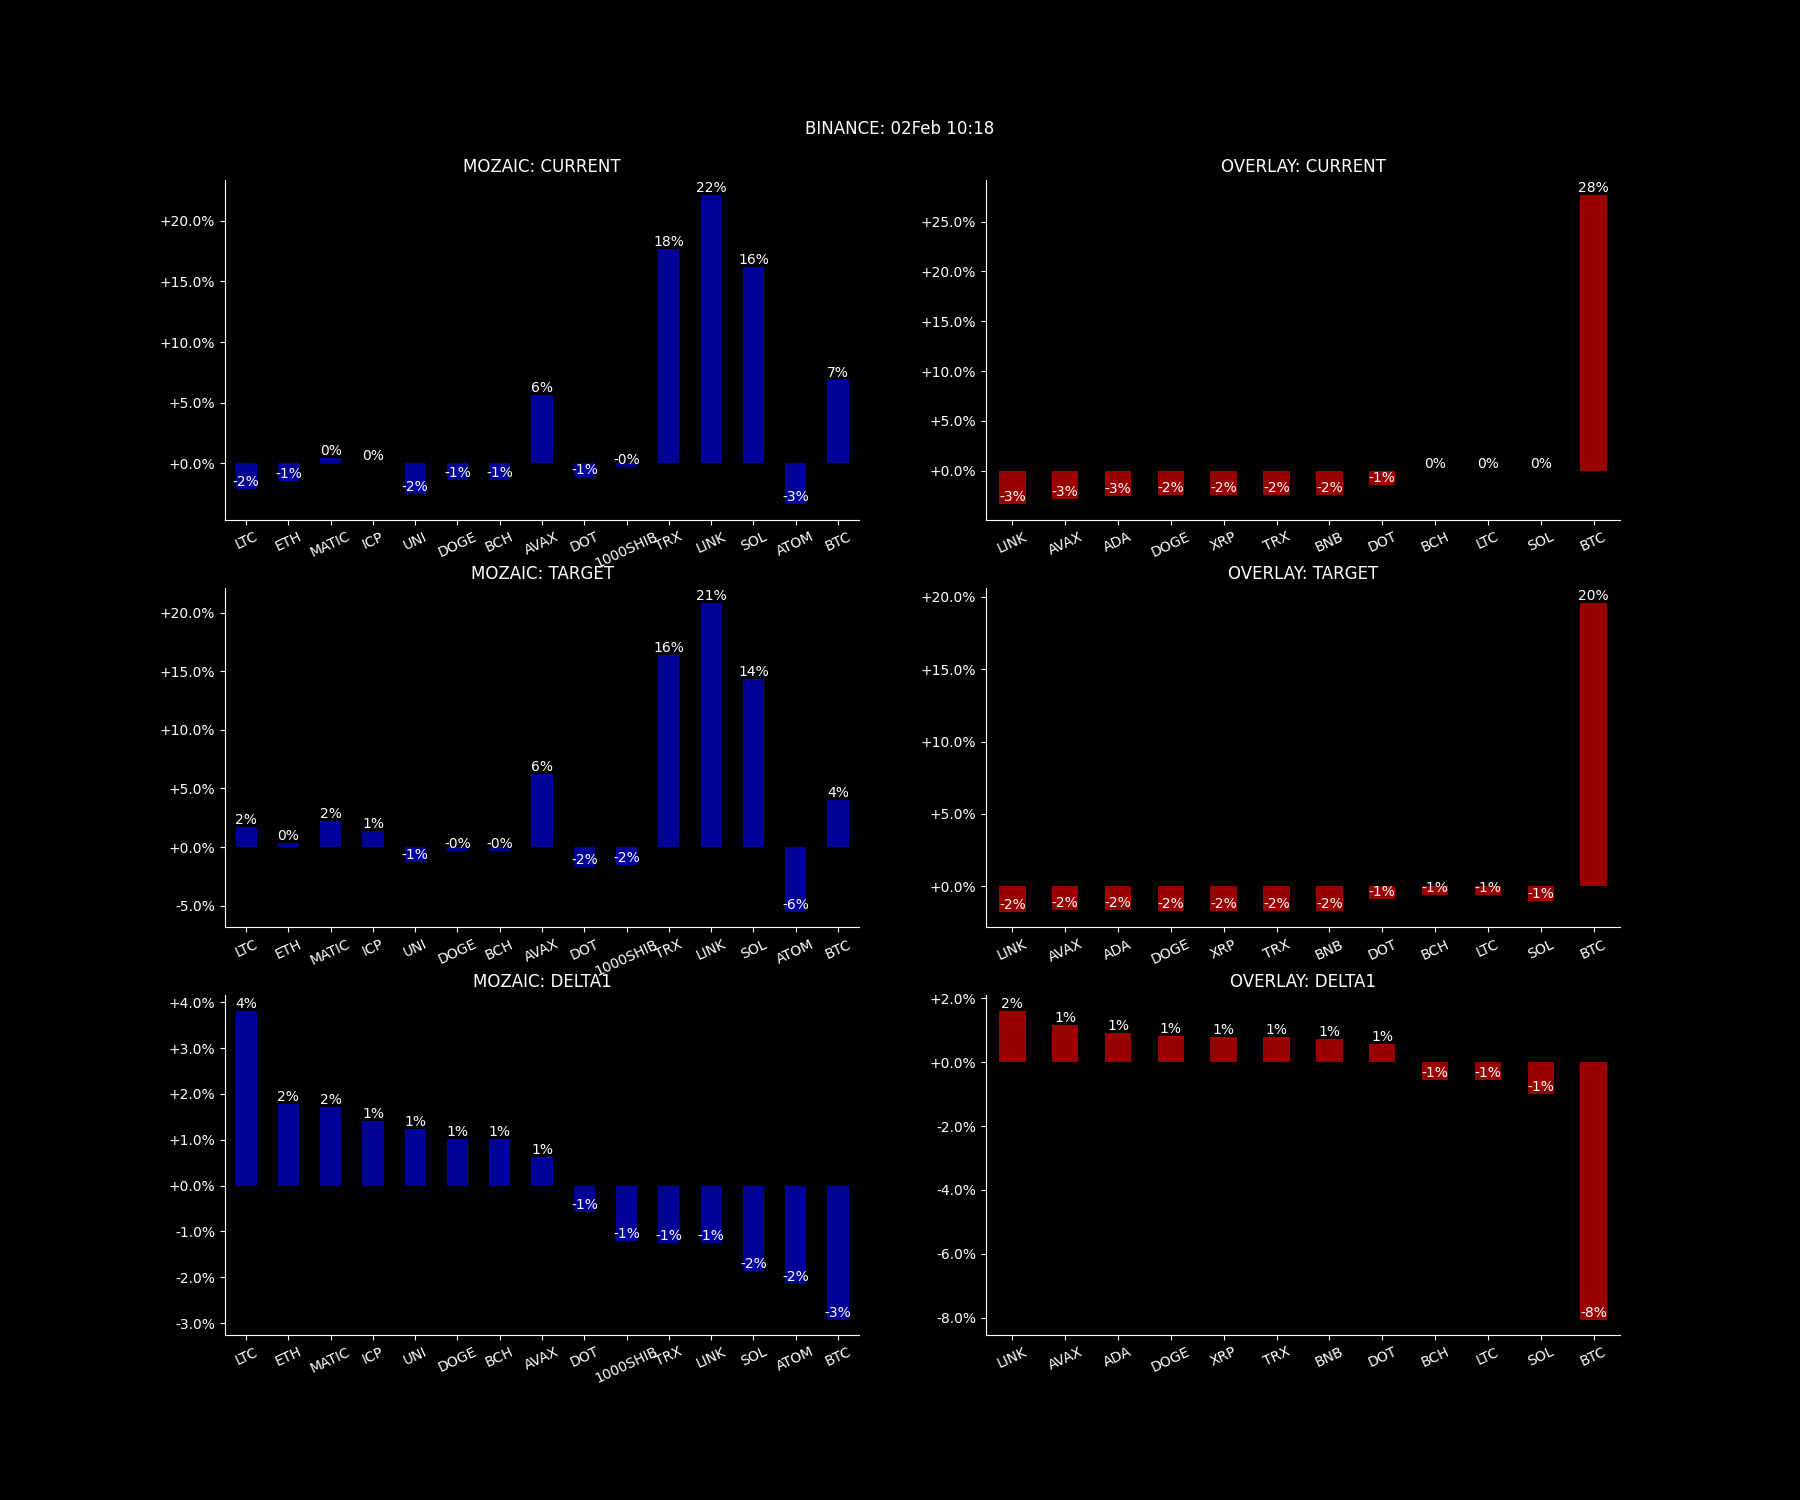 BINANCE: 02Feb 10:18
MOZAIC: CURRENT
+20.0%
+15.0%
+10.0%
+5.0%
+0.0%
-2% -1% 0% 0% -2% -1% -1% 6% -1% -0% 18% 22% 16% -3% 7%
LTC ETH MATIC ICP UNI DOGE BCH AVAX DOT 1000SHIB TRX LINK SOL ATOM BTC
OVERLAY: CURRENT
+25.0%
+20.0%
+15.0%
+10.0%
+5.0%
+0.0%
-3% -3% -3% -2% -2% -2% -2% -1% 0% 0% 0% 28%
LINK AVAX ADA DOGE XRP TRX BNB DOT BCH LTC SOL BTC
MOZAIC: TARGET
+20.0%
+15.0%
+10.0%
+5.0%
+0.0%
-5.0%
2% 0% 2% 1% -1% -0% -0% 6% -2% -2% 16% 21% 14% -6% 4%
LTC ETH MATIC ICP UNI DOGE BCH AVAX DOT 1000SHIB TRX LINK SOL ATOM BTC
OVERLAY: TARGET
+20.0%
+15.0%
+10.0%
+5.0%
+0.0%
-2% -2% -2% -2% -2% -2% -2% -1% -1% -1% -1% 20%
LINK AVAX ADA DOGE XRP TRX BNB DOT BCH LTC SOL BTC
MOZAIC: DELTA1
+4.0%
+3.0%
+2.0%
+1.0%
+0.0%
-1.0%
-2.0%
-3.0%
4% 2% 2% 1% 1% 1% 1% 1% -1% -1% -1% -1% -2% -2% -3%
LTC ETH MATIC ICP UNI DOGE BCH AVAX DOT 1000SHIB TRX LINK SOL ATOM BTC
OVERLAY: DELTA1
+2.0%
+0.0%
-2.0%
-4.0%
-6.0%
-8.0%
2% 1% 1% 1% 1% 1% 1% 1% -1% -1% -1% -8%
LINK AVAX ADA DOGE XRP TRX BNB DOT BCH LTC SOL BTC